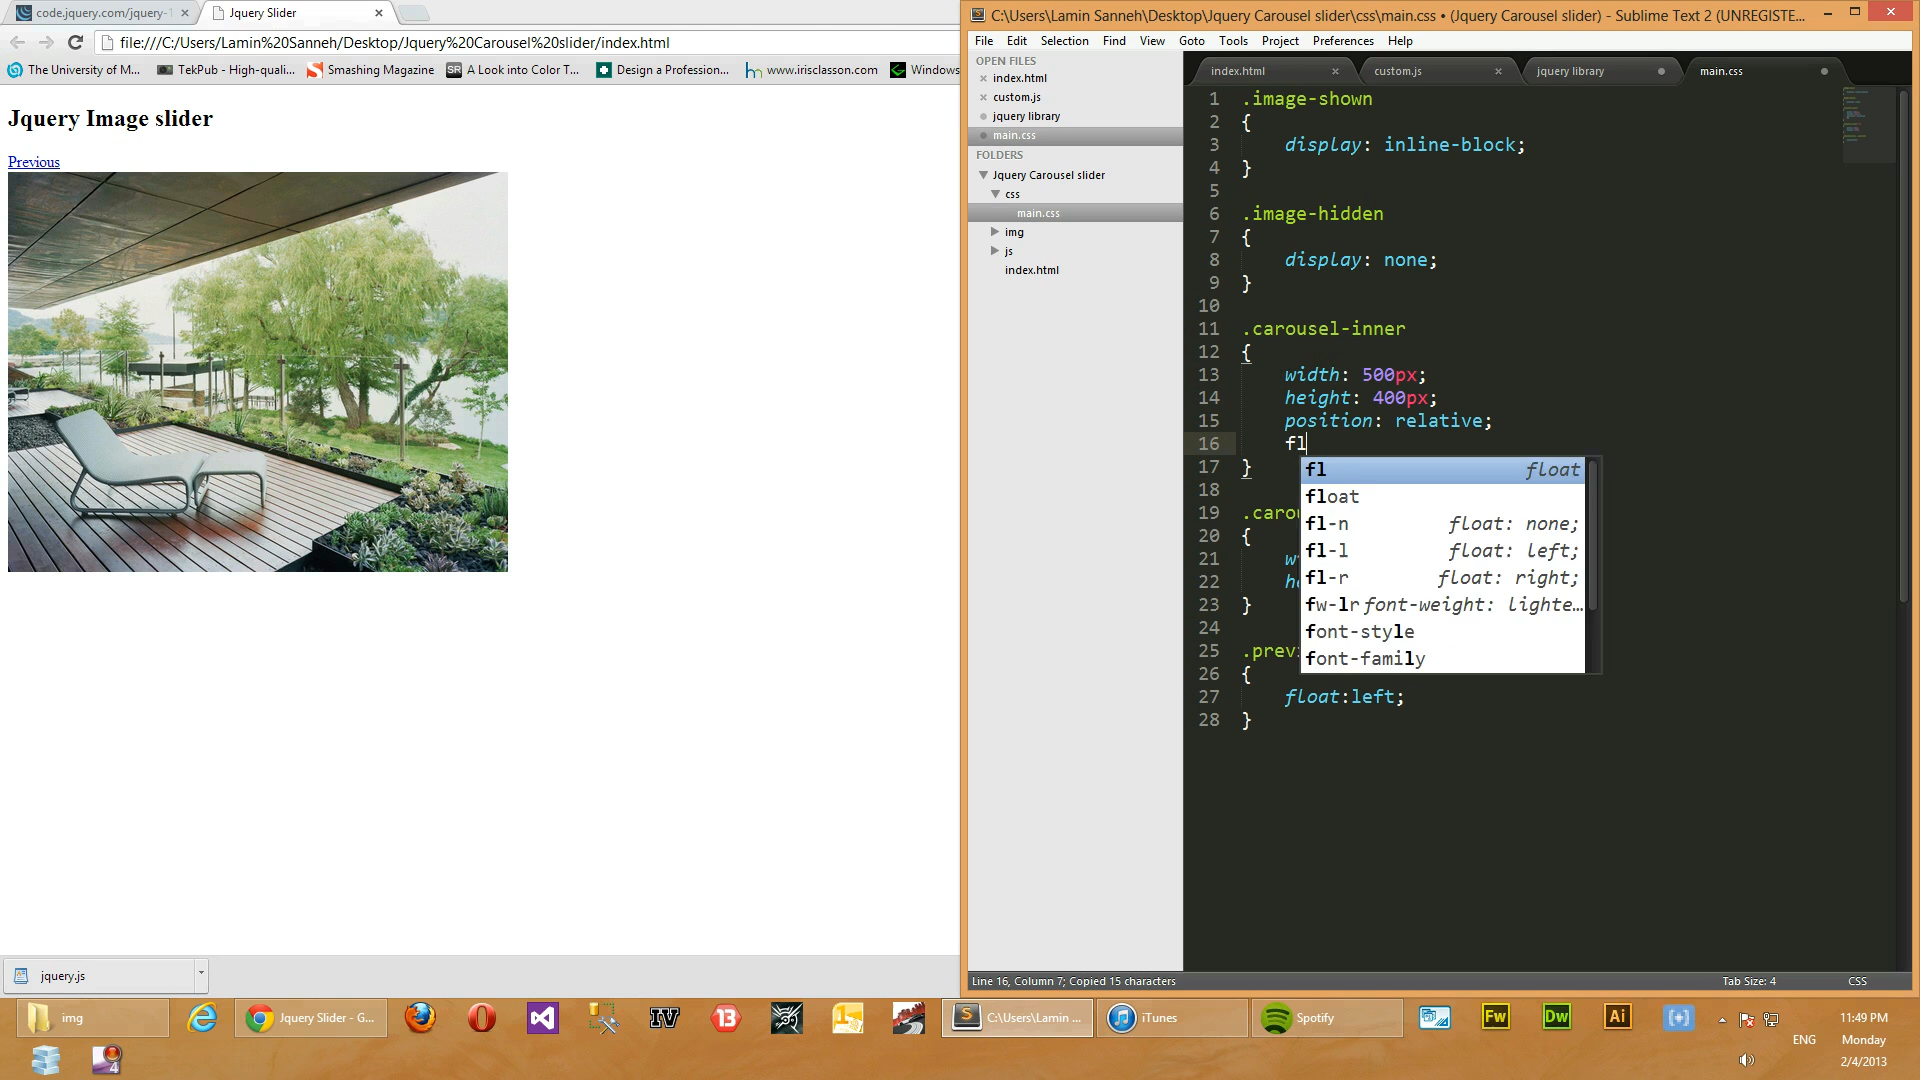 code.jquery.com/jquery-1
Jquery Slider
file:///C:/Users/Lamin%20Sanneh/Desktop/Jquery%20Carousel%20slider/index.html
The University of M...
TekPub - High-quali...
Smashing Magazine
SR A Look into Color T...
Design a Profession...
www.irisclasson.com
Windows
Jquery Image slider
Previous
jquery.js
C:\Users\Lamin Sanneh\Desktop\Jquery Carousel slider\css\main.css • (Jquery Carousel slider) - Sublime Text 2 (UNREGISTE...
File Edit Selection Find View Goto Tools Project Preferences Help
OPEN FILES
index.html
custom.js
jquery library
main.css
FOLDERS
Jquery Carousel slider
css
main.css
img
js
index.html
index.html
custom.js
jquery library
main.css
1 .image-shown
2 {
3 display: inline-block;
4 }
5
6 .image-hidden
7 {
8 display: none;
9 }
10
11 .carousel-inner
12 {
13 width: 500px;
14 height: 400px;
15 position: relative;
16 fl
17 }
18
19 .carou
20 {
21 w
22 he
23 }
24
25 .prev
26 {
27 float:left;
28 }
fl float
float
fl-n float: none;
fl-l float: left;
fl-r float: right;
fw-lr font-weight: lighte...
font-style
font-family
Line 16, Column 7; Copied 15 characters
Tab Size: 4
CSS
img
Jquery Slider - G...
IV
13
C:\Users\Lamin ...
iTunes
Spotify
Fw
Dw
Ai
ENG
11:49 PM
Monday
2/4/2013
4